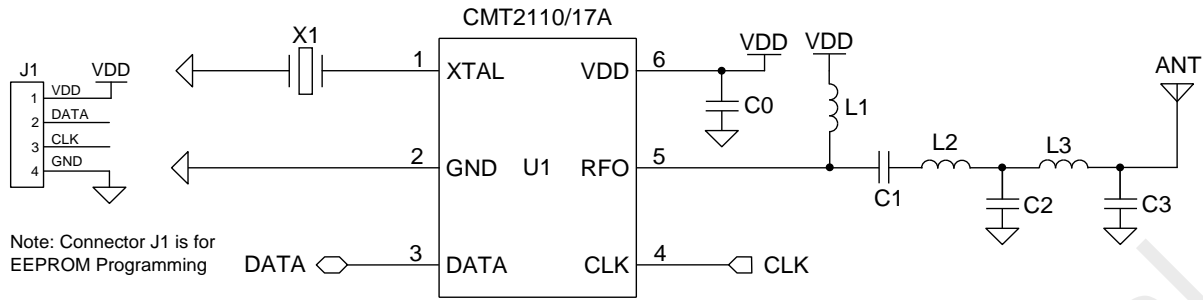 CMT2110/17A
X1
VDD
VDD
J1
VDD
ANT
1
XTAL
VDD
6
1
VDD
2
DATA
3
CLK
4
GND
C0
L1
2
GND
U1
RFO
5
L2
L3
C1
C2
C3
Note: Connector J1 is for
EEPROM Programming
DATA
3
DATA
CLK
4
CLK